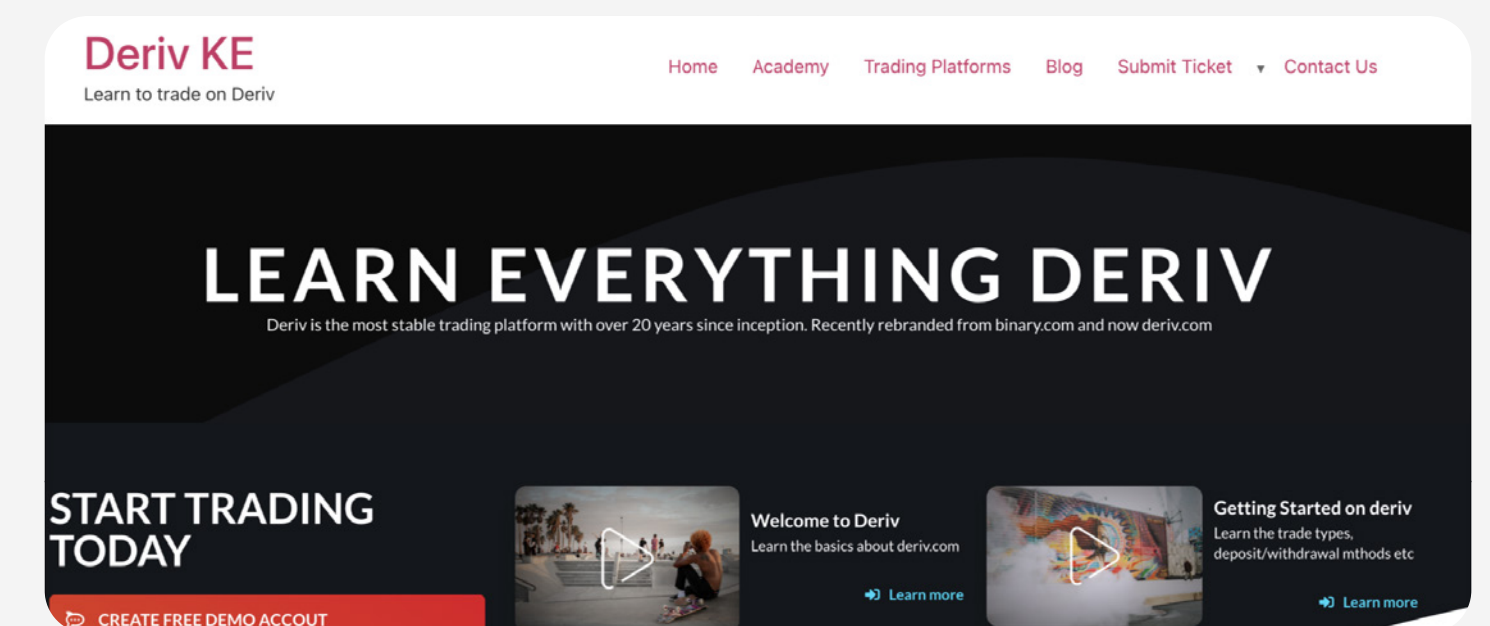 Deriv KE
Learn to trade on Deriv
Home Academy Trading Platforms Blog Submit Ticket ▾ Contact Us
LEARN EVERYTHING DERIV
Deriv is the most stable trading platform with over 20 years since inception. Recently rebranded from binary.com and now deriv.com
START TRADING
TODAY
CREATE FREE DEMO ACCOUT
Welcome to Deriv
Learn the basics about deriv.com
Learn more
Getting Started on deriv
Learn the trade types,
deposit/withdrawal mthods etc
Learn more